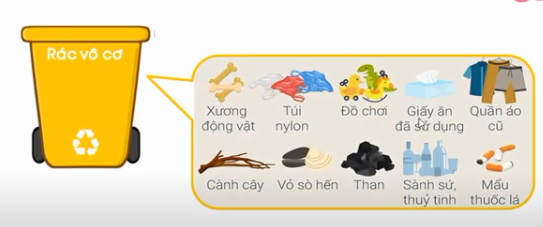 Rác vô cơ
Xương động vật
Túi nylon
Đồ chơi
Giấy ăn đã sử dụng
Quần áo cũ
Cành cây
Vỏ sò hến
Than
Sành sứ, thuỷ tinh
Mẩu thuốc lá